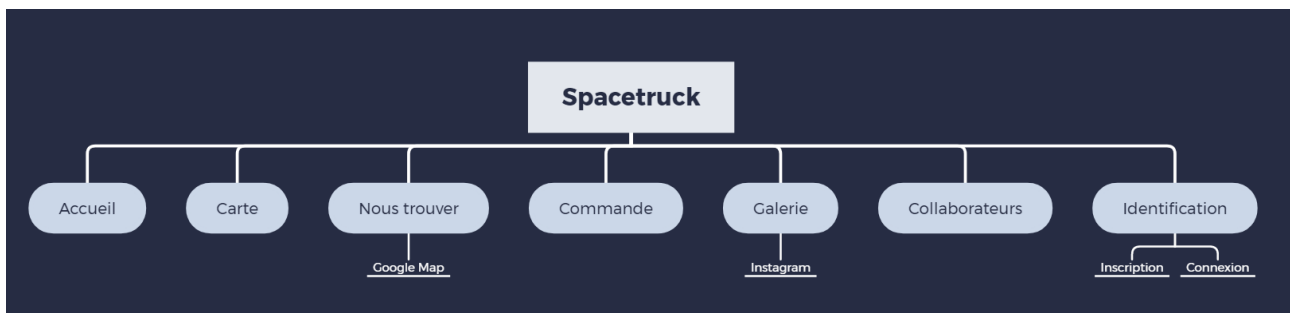 Spacetruck
Accueil
Carte
Nous trouver
Commande
Galerie
Collaborateurs
Identification
Google Map
Instagram
Inscription
Connexion